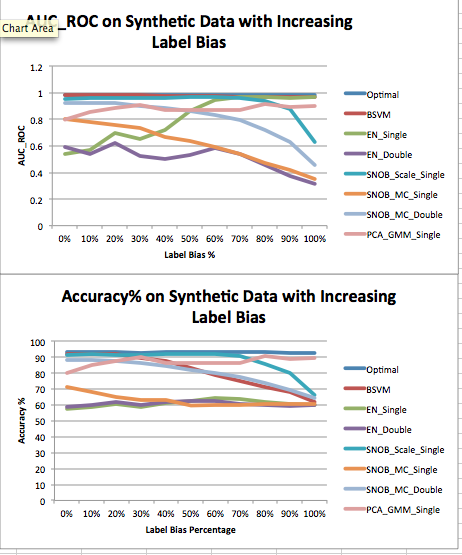 AUC_ROC on Synthetic Data with Increasing
Label Bias
Chart Area
1.2
1
0.8
0.6
0.4
0.2
0
AUC_ROC
0% 10% 20% 30% 40% 50% 60% 70% 80% 90% 100%
Label Bias %
Optimal
BSVM
EN_Single
EN_Double
SNOB_Scale_Single
SNOB_MC_Single
SNOB_MC_Double
PCA_GMM_Single
Accuracy% on Synthetic Data with Increasing
Label Bias
100
90
80
70
60
50
40
30
20
10
0
Accuracy %
0% 10% 20% 30% 40% 50% 60% 70% 80% 90% 100%
Label Bias Percentage
Optimal
BSVM
EN_Single
EN_Double
SNOB_Scale_Single
SNOB_MC_Single
SNOB_MC_Double
PCA_GMM_Single